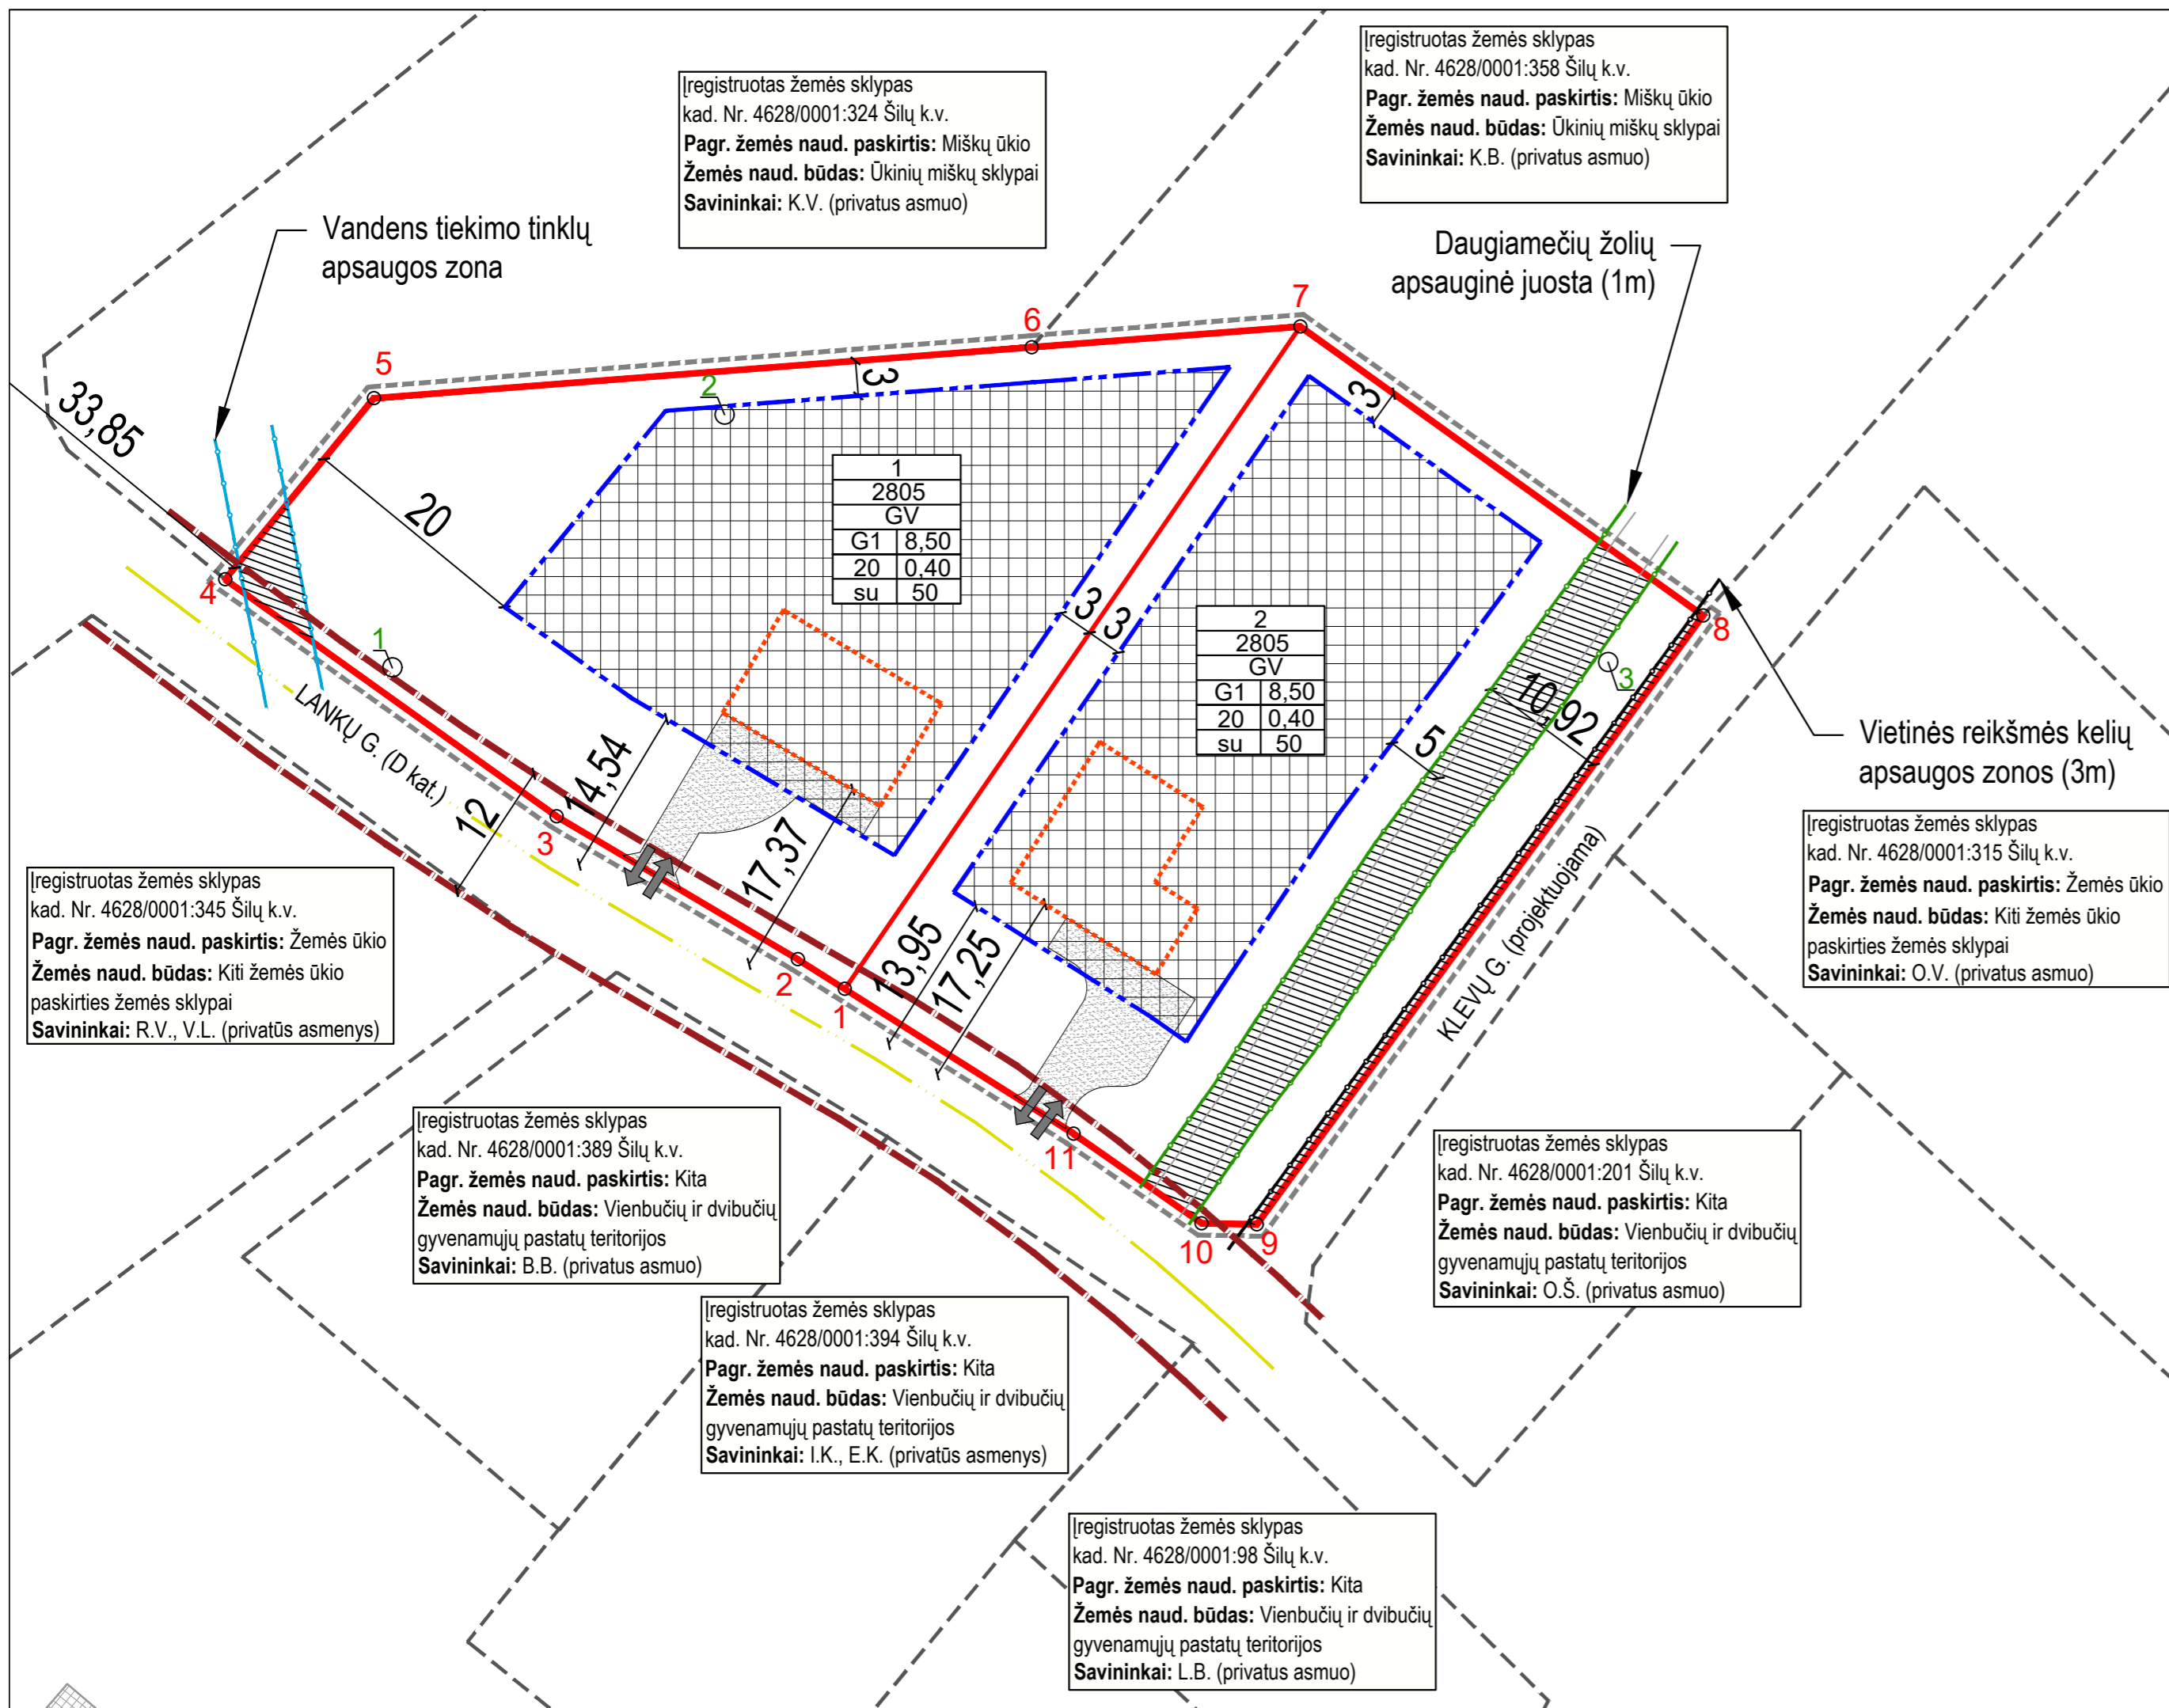 Įregistruotas žemės sklypas
kad. Nr. 4628/0001:358 Šilų k.v.
Pagr. žemės naud. paskirtis: Miškų ūkio
Žemės naud. būdas: Ūkinių miškų sklypai
Savininkai: K.B. (privatus asmuo)
Įregistruotas žemės sklypas
kad. Nr. 4628/0001:324 Šilų k.v.
Pagr. žemės naud. paskirtis: Miškų ūkio
Žemės naud. būdas: Ūkinių miškų sklypai
Savininkai: K.V. (privatus asmuo)
Vandens tiekimo tinklų
apsaugos zona
Daugiamečių žolių
apsauginė juosta (1m)
7
6
5
2
3
3
33,85
20
1
2805
GV
G1 8,50
20 0,40
su 50
4
1
3
3
2
2805
GV
G1 8,50
20 0,40
su 50
8
3
10,92
5
Vietinės reikšmės kelių
apsaugos zonos (3m)
LANKŲ G. (D kat.)
12
3
14,54
17,37
2
1
13,95
17,25
11
10
9
KLEVŲ G. (projektuojama)
Įregistruotas žemės sklypas
kad. Nr. 4628/0001:315 Šilų k.v.
Pagr. žemės naud. paskirtis: Žemės ūkio
Žemės naud. būdas: Kiti žemės ūkio
paskirties žemės sklypai
Savininkai: O.V. (privatus asmuo)
Įregistruotas žemės sklypas
kad. Nr. 4628/0001:345 Šilų k.v.
Pagr. žemės naud. paskirtis: Žemės ūkio
Žemės naud. būdas: Kiti žemės ūkio
paskirties žemės sklypai
Savininkai: R.V., V.L. (privatūs asmenys)
Įregistruotas žemės sklypas
kad. Nr. 4628/0001:389 Šilų k.v.
Pagr. žemės naud. paskirtis: Kita
Žemės naud. būdas: Vienbučių ir dvibučių
gyvenamųjų pastatų teritorijos
Savininkai: B.B. (privatus asmuo)
Įregistruotas žemės sklypas
kad. Nr. 4628/0001:201 Šilų k.v.
Pagr. žemės naud. paskirtis: Kita
Žemės naud. būdas: Vienbučių ir dvibučių
gyvenamųjų pastatų teritorijos
Savininkai: O.Š. (privatus asmuo)
Įregistruotas žemės sklypas
kad. Nr. 4628/0001:394 Šilų k.v.
Pagr. žemės naud. paskirtis: Kita
Žemės naud. būdas: Vienbučių ir dvibučių
gyvenamųjų pastatų teritorijos
Savininkai: I.K., E.K. (privatūs asmenys)
Įregistruotas žemės sklypas
kad. Nr. 4628/0001:98 Šilų k.v.
Pagr. žemės naud. paskirtis: Kita
Žemės naud. būdas: Vienbučių ir dvibučių
gyvenamųjų pastatų teritorijos
Savininkai: L.B. (privatus asmuo)